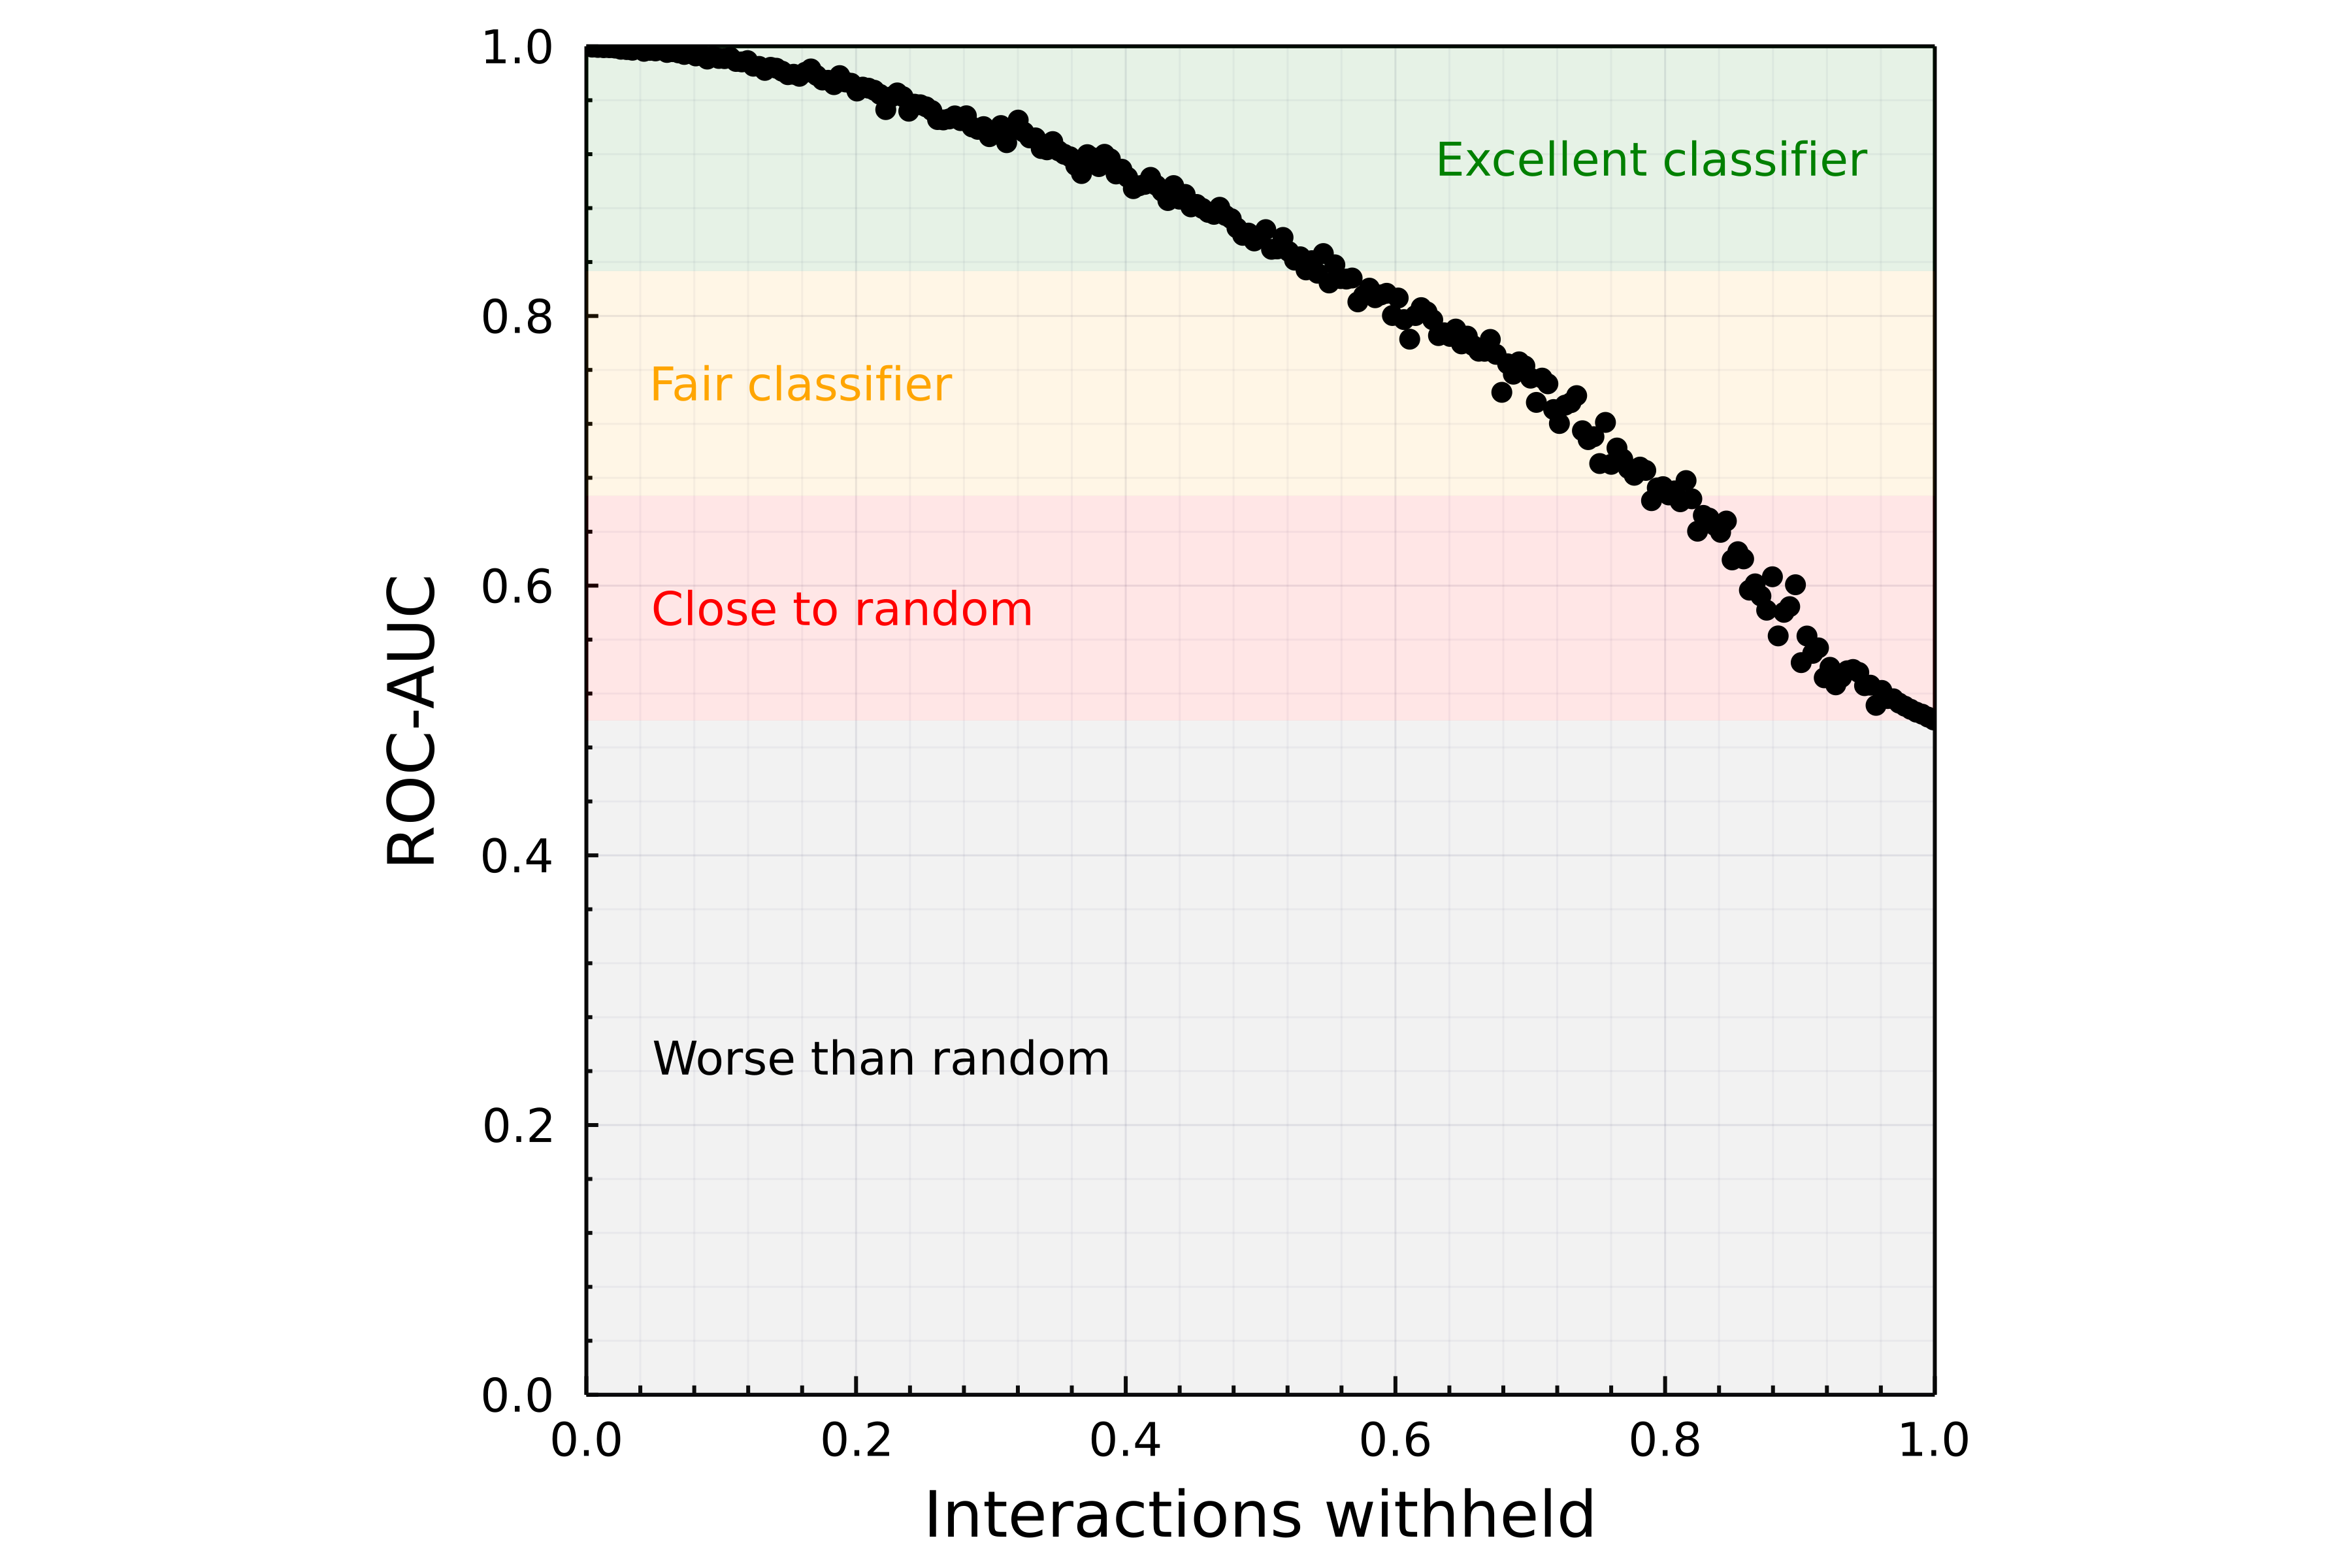 1.0
Excellent classifier
0.8
Fair classifier
0.6
Close to random
ROC-AUC
0.4
Worse than random
0.2
0.0
0.0 0.2 0.4 0.6 0.8 1.0
Interactions withheld